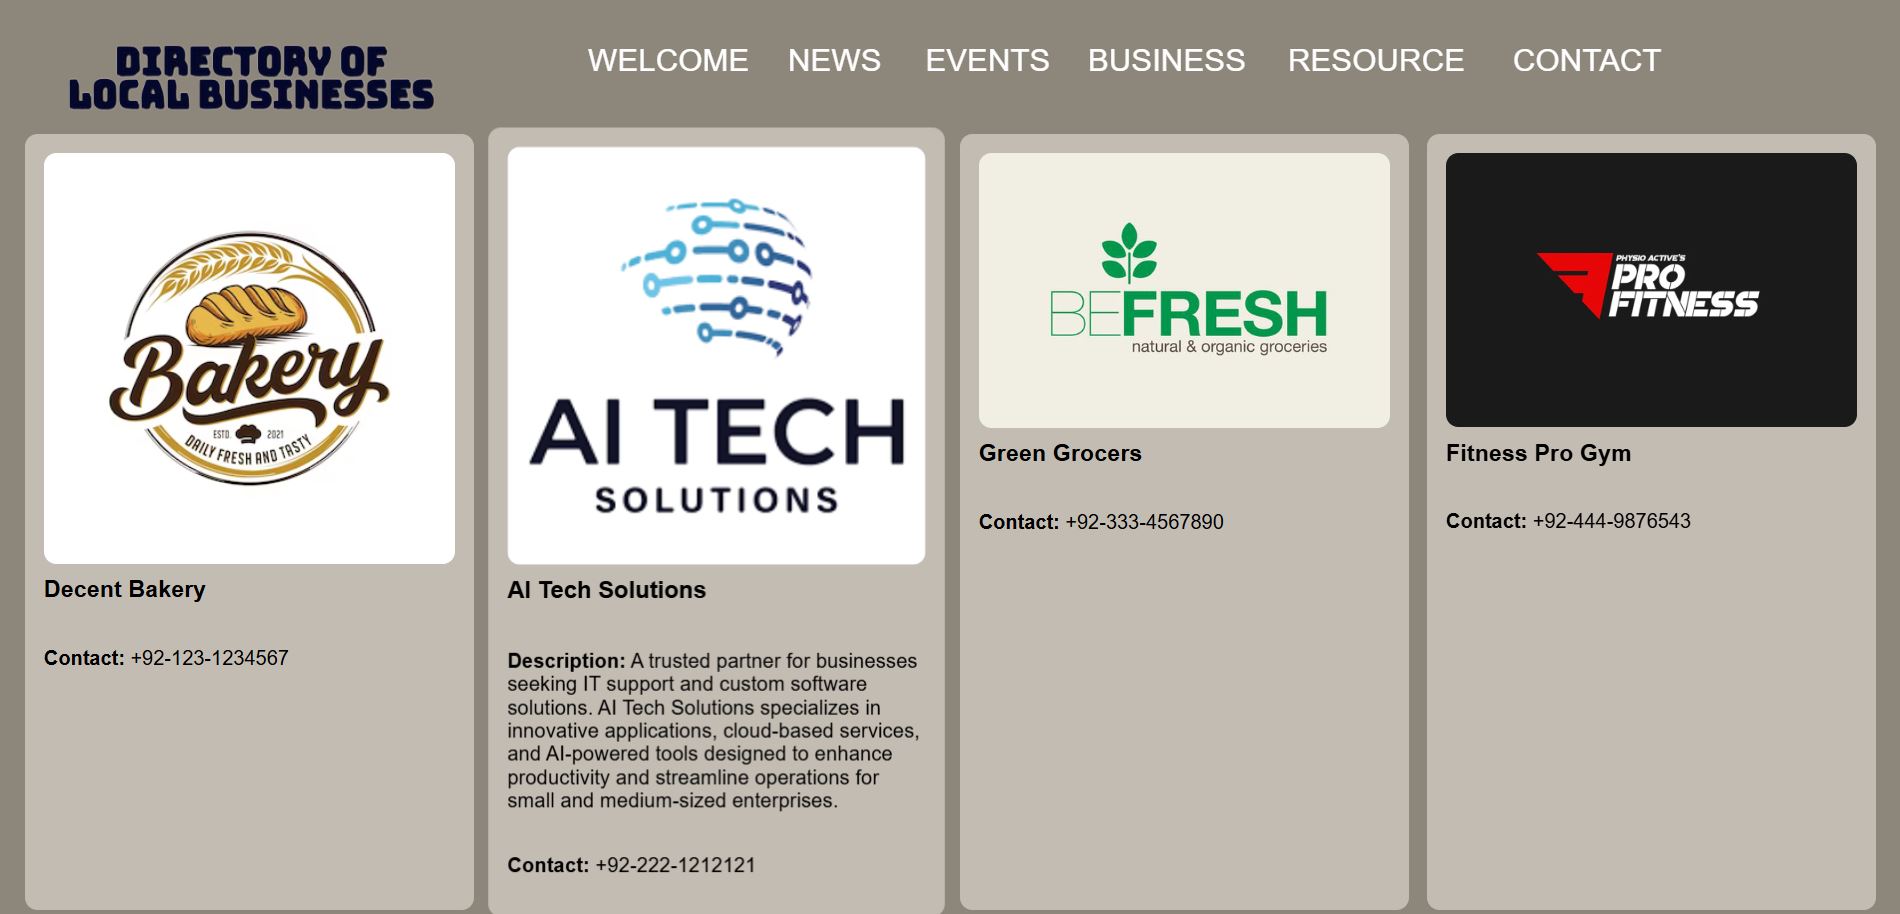 DIRECTORY OF
LOCAL BUSINESSES
WELCOME NEWS EVENTS BUSINESS RESOURCE CONTACT
Bakery
ESTD. 2021
DAILY FRESH AND TASTY
Decent Bakery
Contact: +92-123-1234567
AI TECH
SOLUTIONS
AI Tech Solutions
Description: A trusted partner for businesses
seeking IT support and custom software
solutions. AI Tech Solutions specializes in
innovative applications, cloud-based services,
and AI-powered tools designed to enhance
productivity and streamline operations for
small and medium-sized enterprises.
Contact: +92-222-1212121
BEFRESH
natural & organic groceries
Green Grocers
Contact: +92-333-4567890
PHYSIO ACTIVE'S
PRO
FITNESS
Fitness Pro Gym
Contact: +92-444-9876543